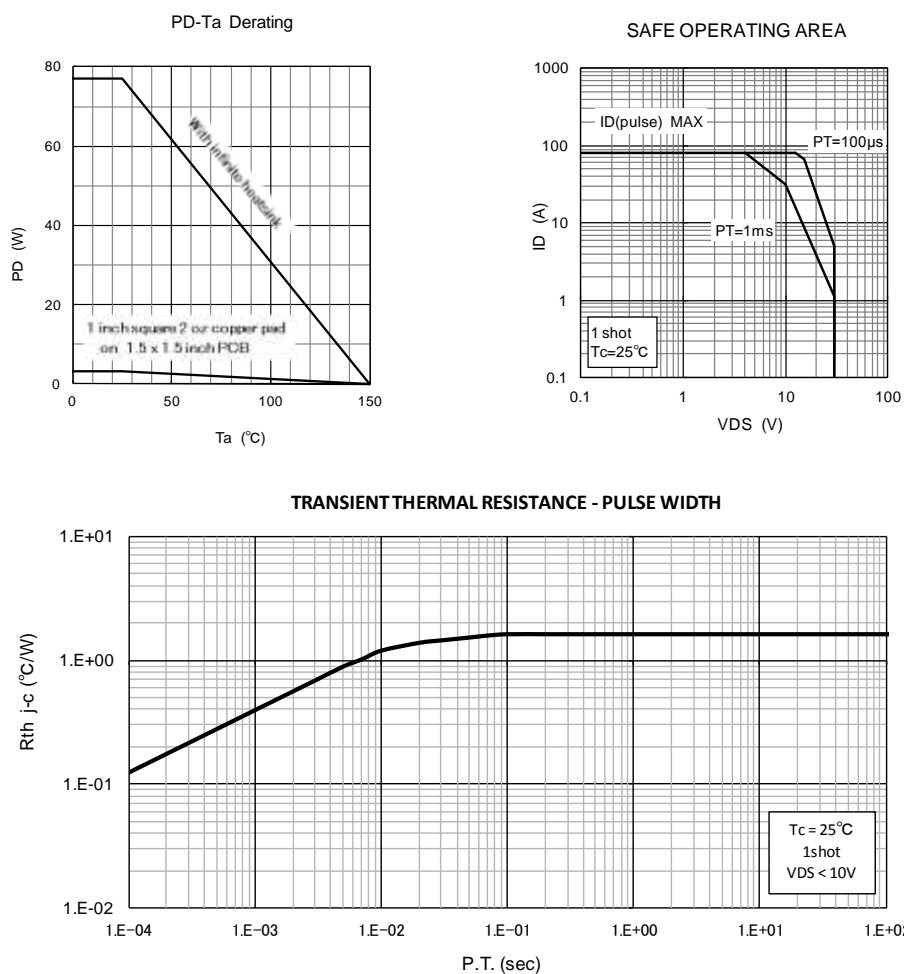 PD-Ta Derating
80
60
40
20
0
PD (W)
With infinite heatsink
1 inch square 2 oz copper pad
on 1.5 x 1.5 inch PCB
0
50
100
150
Ta (℃)
SAFE OPERATING AREA
1000
100
10
1
0.1
ID (A)
ID(pulse) MAX
PT=100µs
PT=1ms
1 shot
Tc=25℃
0.1
1
10
100
VDS (V)
TRANSIENT THERMAL RESISTANCE - PULSE WIDTH
1.E+01
1.E+00
1.E-01
1.E-02
Rth j-c (℃/W)
Tc = 25℃
1shot
VDS < 10V
1.E-04
1.E-03
1.E-02
1.E-01
1.E+00
1.E+01
1.E+02
P.T. (sec)